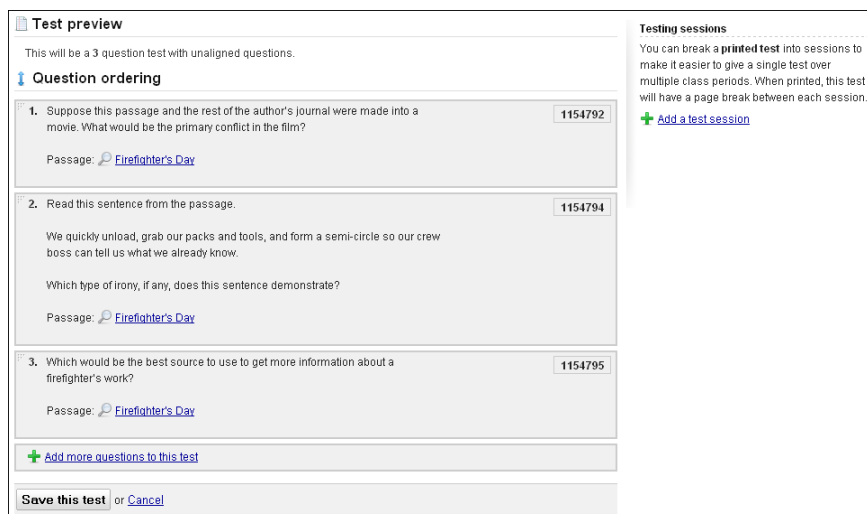 Test preview
This will be a 3 question test with unaligned questions.
Question ordering
1. Suppose this passage and the rest of the author's journal were made into a
movie. What would be the primary conflict in the film?
1154792
Passage: Firefighter's Day
2. Read this sentence from the passage.
1154794
We quickly unload, grab our packs and tools, and form a semi-circle so our crew
boss can tell us what we already know.
Which type of irony, if any, does this sentence demonstrate?
Passage: Firefighter's Day
3. Which would be the best source to use to get more information about a
firefighter's work?
1154795
Passage: Firefighter's Day
Add more questions to this test
Save this test or Cancel
Testing sessions
You can break a printed test into sessions to
make it easier to give a single test over
multiple class periods. When printed, this test
will have a page break between each session.
Add a test session